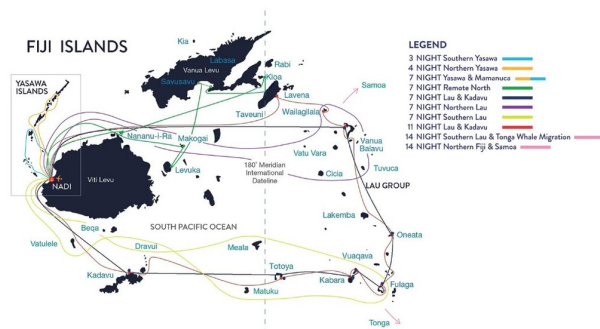 FIJI ISLANDS
Kia
Labasa
Vanua Levu
Savusavu
Rabi
Kioa
YASAWA
ISLANDS
Lavena
Taveuni
Wailagilala
Samoa
Nananu-i-Ra
Makogai
Levuka
Vanua
Balavu
Vatu Vara
Tuvuca
Cicia
180° Meridian
International
Dateline
LAU GROUP
NADI
Viti Levu
Lakemba
Beqa
SOUTH PACIFIC OCEAN
Oneata
Vatulele
Dravui
Meala
Vuaqava
Kadavu
Totoya
Kabara
Fulaga
Matuku
Tonga
LEGEND
3 NIGHT Southern Yasawa
4 NIGHT Northern Yasawa
7 NIGHT Yasawa & Mamanuca
7 NIGHT Remote North
7 NIGHT Lau & Kadavu
7 NIGHT Northern Lau
7 NIGHT Southern Lau
11 NIGHT Lau & Kadavu
14 NIGHT Southern Lau & Tonga Whale Migration
14 NIGHT Northern Fiji & Samoa